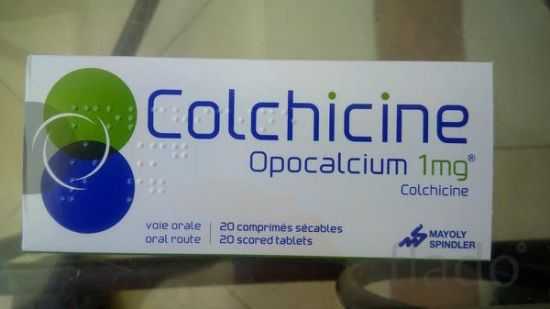 Colchicine
Opocalcium 1mg®
Colchicine
voie orale
oral route
20 comprimés sécables
20 scored tablets
MAYOLY
SPINDLER